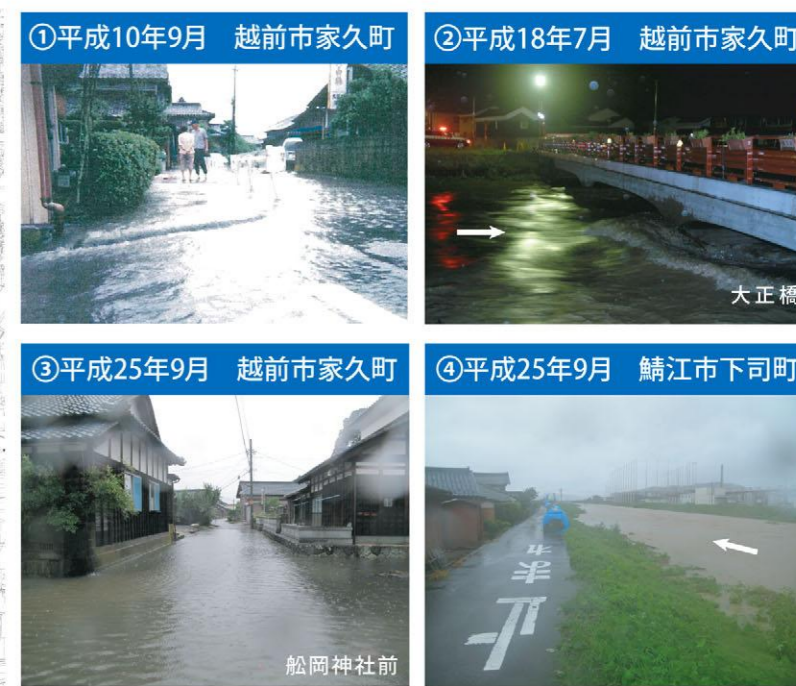 ①平成10年9月　越前市家久町
②平成18年7月　越前市家久町
大正橋
③平成25年9月　越前市家久町
舩岡神社前
④平成25年9月　鯖江市下司町
止